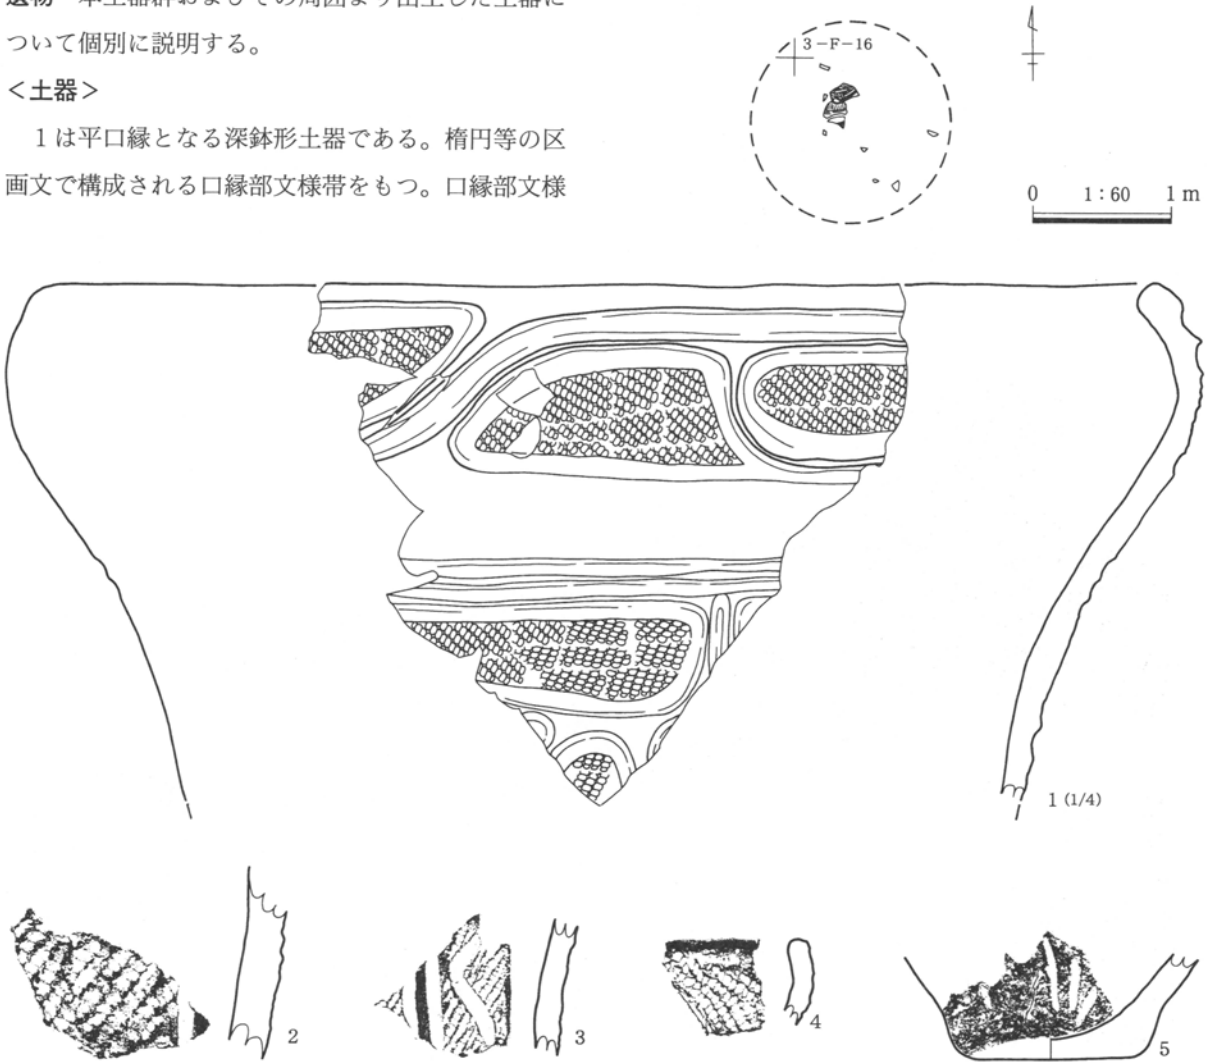 遺物　本土器群およびその周囲より出土した土器に
ついて個別に説明する。
＜土器＞
　1は平口縁となる深鉢形土器である。楕円等の区
画文で構成される口縁部文様帯をもつ。口縁部文様
3－F－16
0　1：60　1 m
1 (1/4)
2
3
4
5